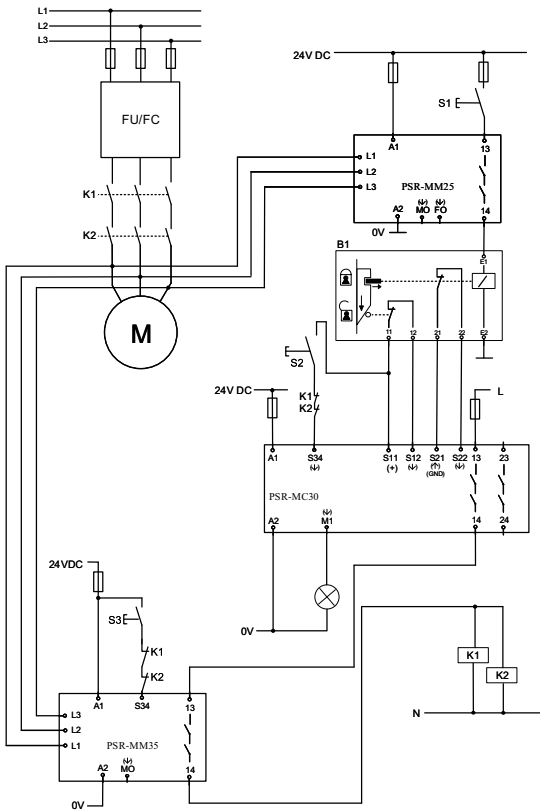 L1
L2
L3
24V DC
FU/FC
S1
A1
13
L1
L2
L3
PSR-MM25
K1
A2
(↓)
MO
(↓)
FO
14
0V
K2
B1
E1
M
11
12
21
22
E2
S2
K1
K2
24V DC
L
A1
S34
(↓)
S11
(+)
S12
(↓)
S21
(↑)
(GND)
S22
(↓)
13
23
PSR-MC30
A2
(↓)
M1
14
24
24VDC
S3
0V
K1
K2
K1
K2
N
A1
S34
13
L3
L2
L1
PSR-MM35
A2
(↓)
MO
14
0V